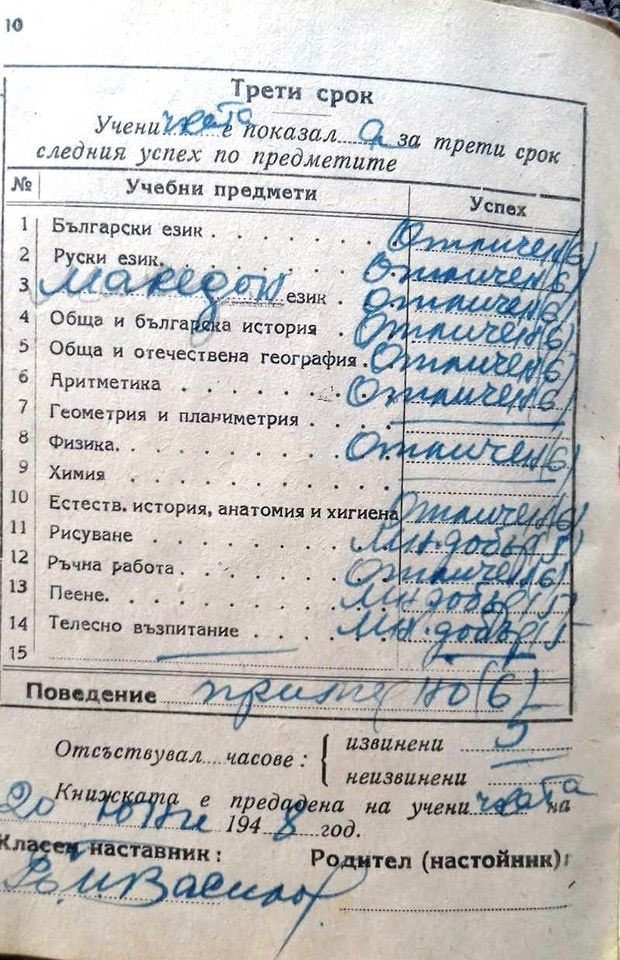 10
Трети срок
Ученичката е показала за трети срок
следния успех по предметите
№ Учебни предмети Успех
1 Български език Отличен (6)
2 Руски език. Отличен (6)
3 Македон. език Отличен (6)
4 Обща и българска история Отличен (6)
5 Обща и отечествена география Отличен (6)
6 Аритметика Отличен (6)
7 Геометрия и планиметрия
8 Физика. Отличен (6)
9 Химия
10 Естеств. история, анатомия и хигиена Отличен (6)
11 Рисуване Мн. добър (5)
12 Ръчна работа Отличен (6)
13 Пеене. Мн. добър (5)
14 Телесно възпитание Мн. добър (5)
15
Поведение примерно (6)
Отсъствувал часове: извинени 5
неизвинени
Книжката е предадена на ученичката на
20 юни 1948 год.
Класен наставник: Родител (настойник):